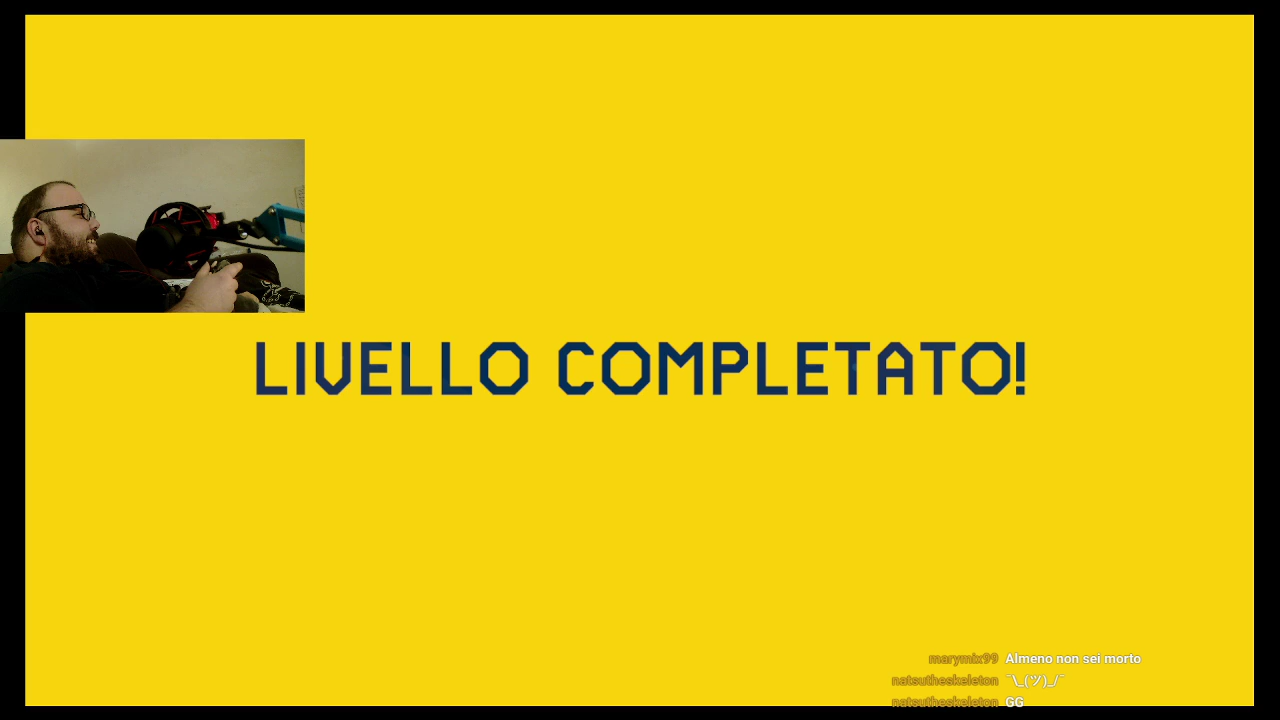 LIVELLO COMPLETATO!
marymix99 Almeno non sei morto
natsutheskeleton ¯\_(ツ)_/¯
natsutheskeleton GG